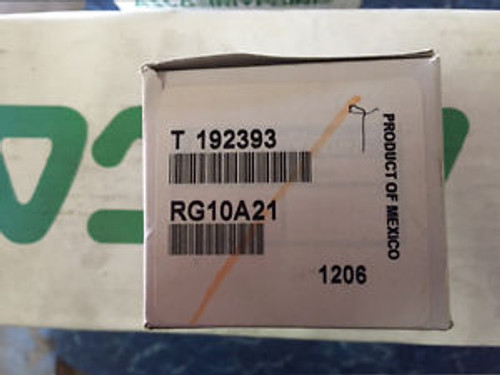 T 192393
RG10A21
1206
PRODUCT OF MEXICO